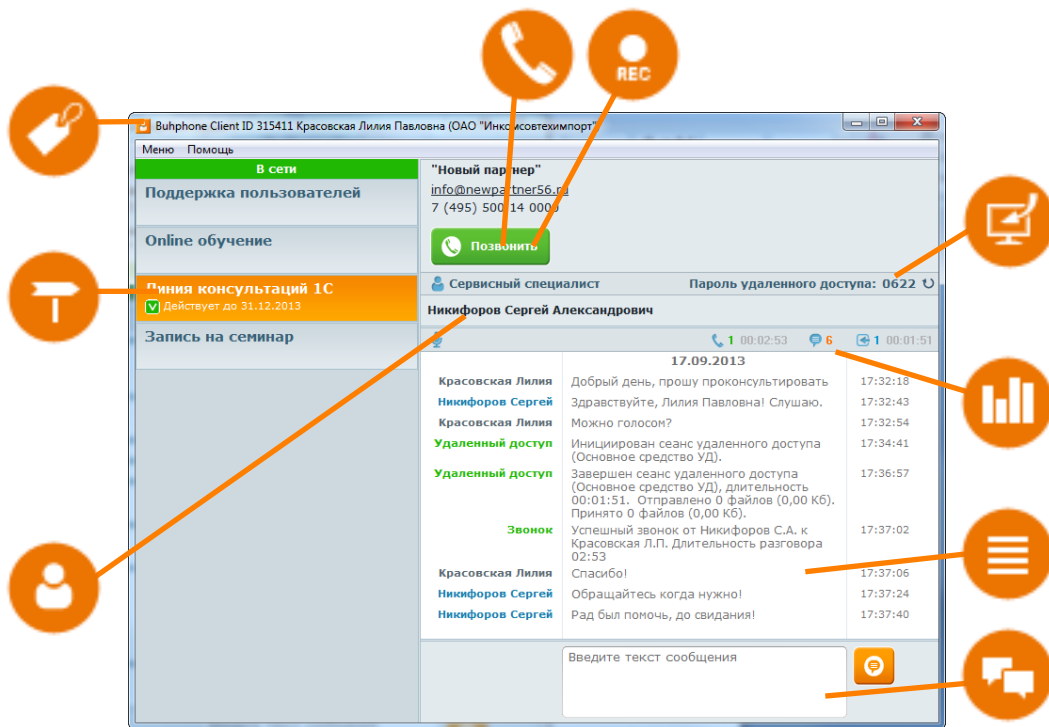 REC
Buhphone Client ID 315411 Красовская Лилия Павловна (ОАО "Инкомсовтехимпорт"
Меню Помощь
В сети
Поддержка пользователей
Online обучение
Линия консультаций 1С
Действует до 31.12.2013
Запись на семинар
"Новый партнер"
info@newpartner56.ru
7 (495) 500 14 0000
Позвонить
Сервисный специалист Пароль удаленного доступа: 0622
Никифоров Сергей Александрович
1 00:02:53 6 1 00:01:51
17.09.2013
Красовская Лилия Добрый день, прошу проконсультировать 17:32:18
Никифоров Сергей Здравствуйте, Лилия Павловна! Слушаю. 17:32:43
Красовская Лилия Можно голосом? 17:32:54
Удаленный доступ Инициирован сеанс удаленного доступа 17:34:41
(Основное средство УД).
Удаленный доступ Завершен сеанс удаленного доступа 17:36:57
(Основное средство УД), длительность
00:01:51. Отправлено 0 файлов (0,00 Кб).
Принято 0 файлов (0,00 Кб).
Звонок Успешный звонок от Никифоров С.А. к 17:37:02
Красовская Л.П. Длительность разговора
02:53
Красовская Лилия Спасибо! 17:37:06
Никифоров Сергей Обращайтесь когда нужно! 17:37:24
Никифоров Сергей Рад был помочь, до свидания! 17:37:40
Введите текст сообщения